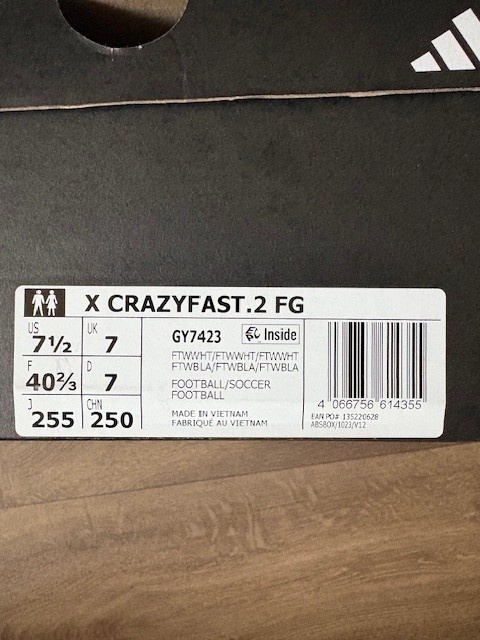 X CRAZYFAST.2 FG
US 7½ UK 7
F 40⅔ D 7
J 255 CHN 250
GY7423 Inside
FTWWHT/FTWWHT/FTWWHT
FTWBLA/FTWBLA/FTWBLA
FOOTBALL/SOCCER
FOOTBALL
MADE IN VIETNAM
FABRIQUÉ AU VIETNAM
4 066756 614355
EAN PO# 135220628
ABSBOX/1023/V12